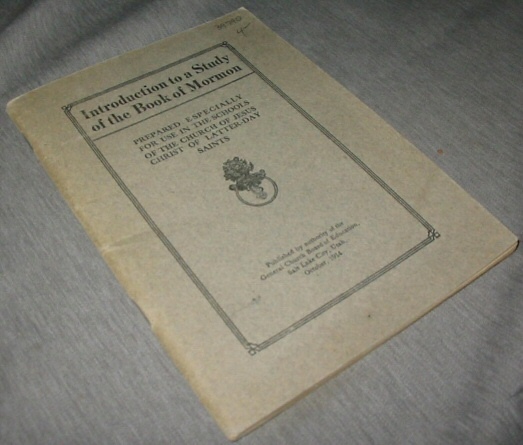 Introduction to a Study
of the Book of Mormon
PREPARED ESPECIALLY
FOR USE IN THE SCHOOLS
OF THE CHURCH OF JESUS
CHRIST OF LATTER-DAY
SAINTS
Published by authority of the
General Church Board of Education,
Salt Lake City, Utah,
October, 1914